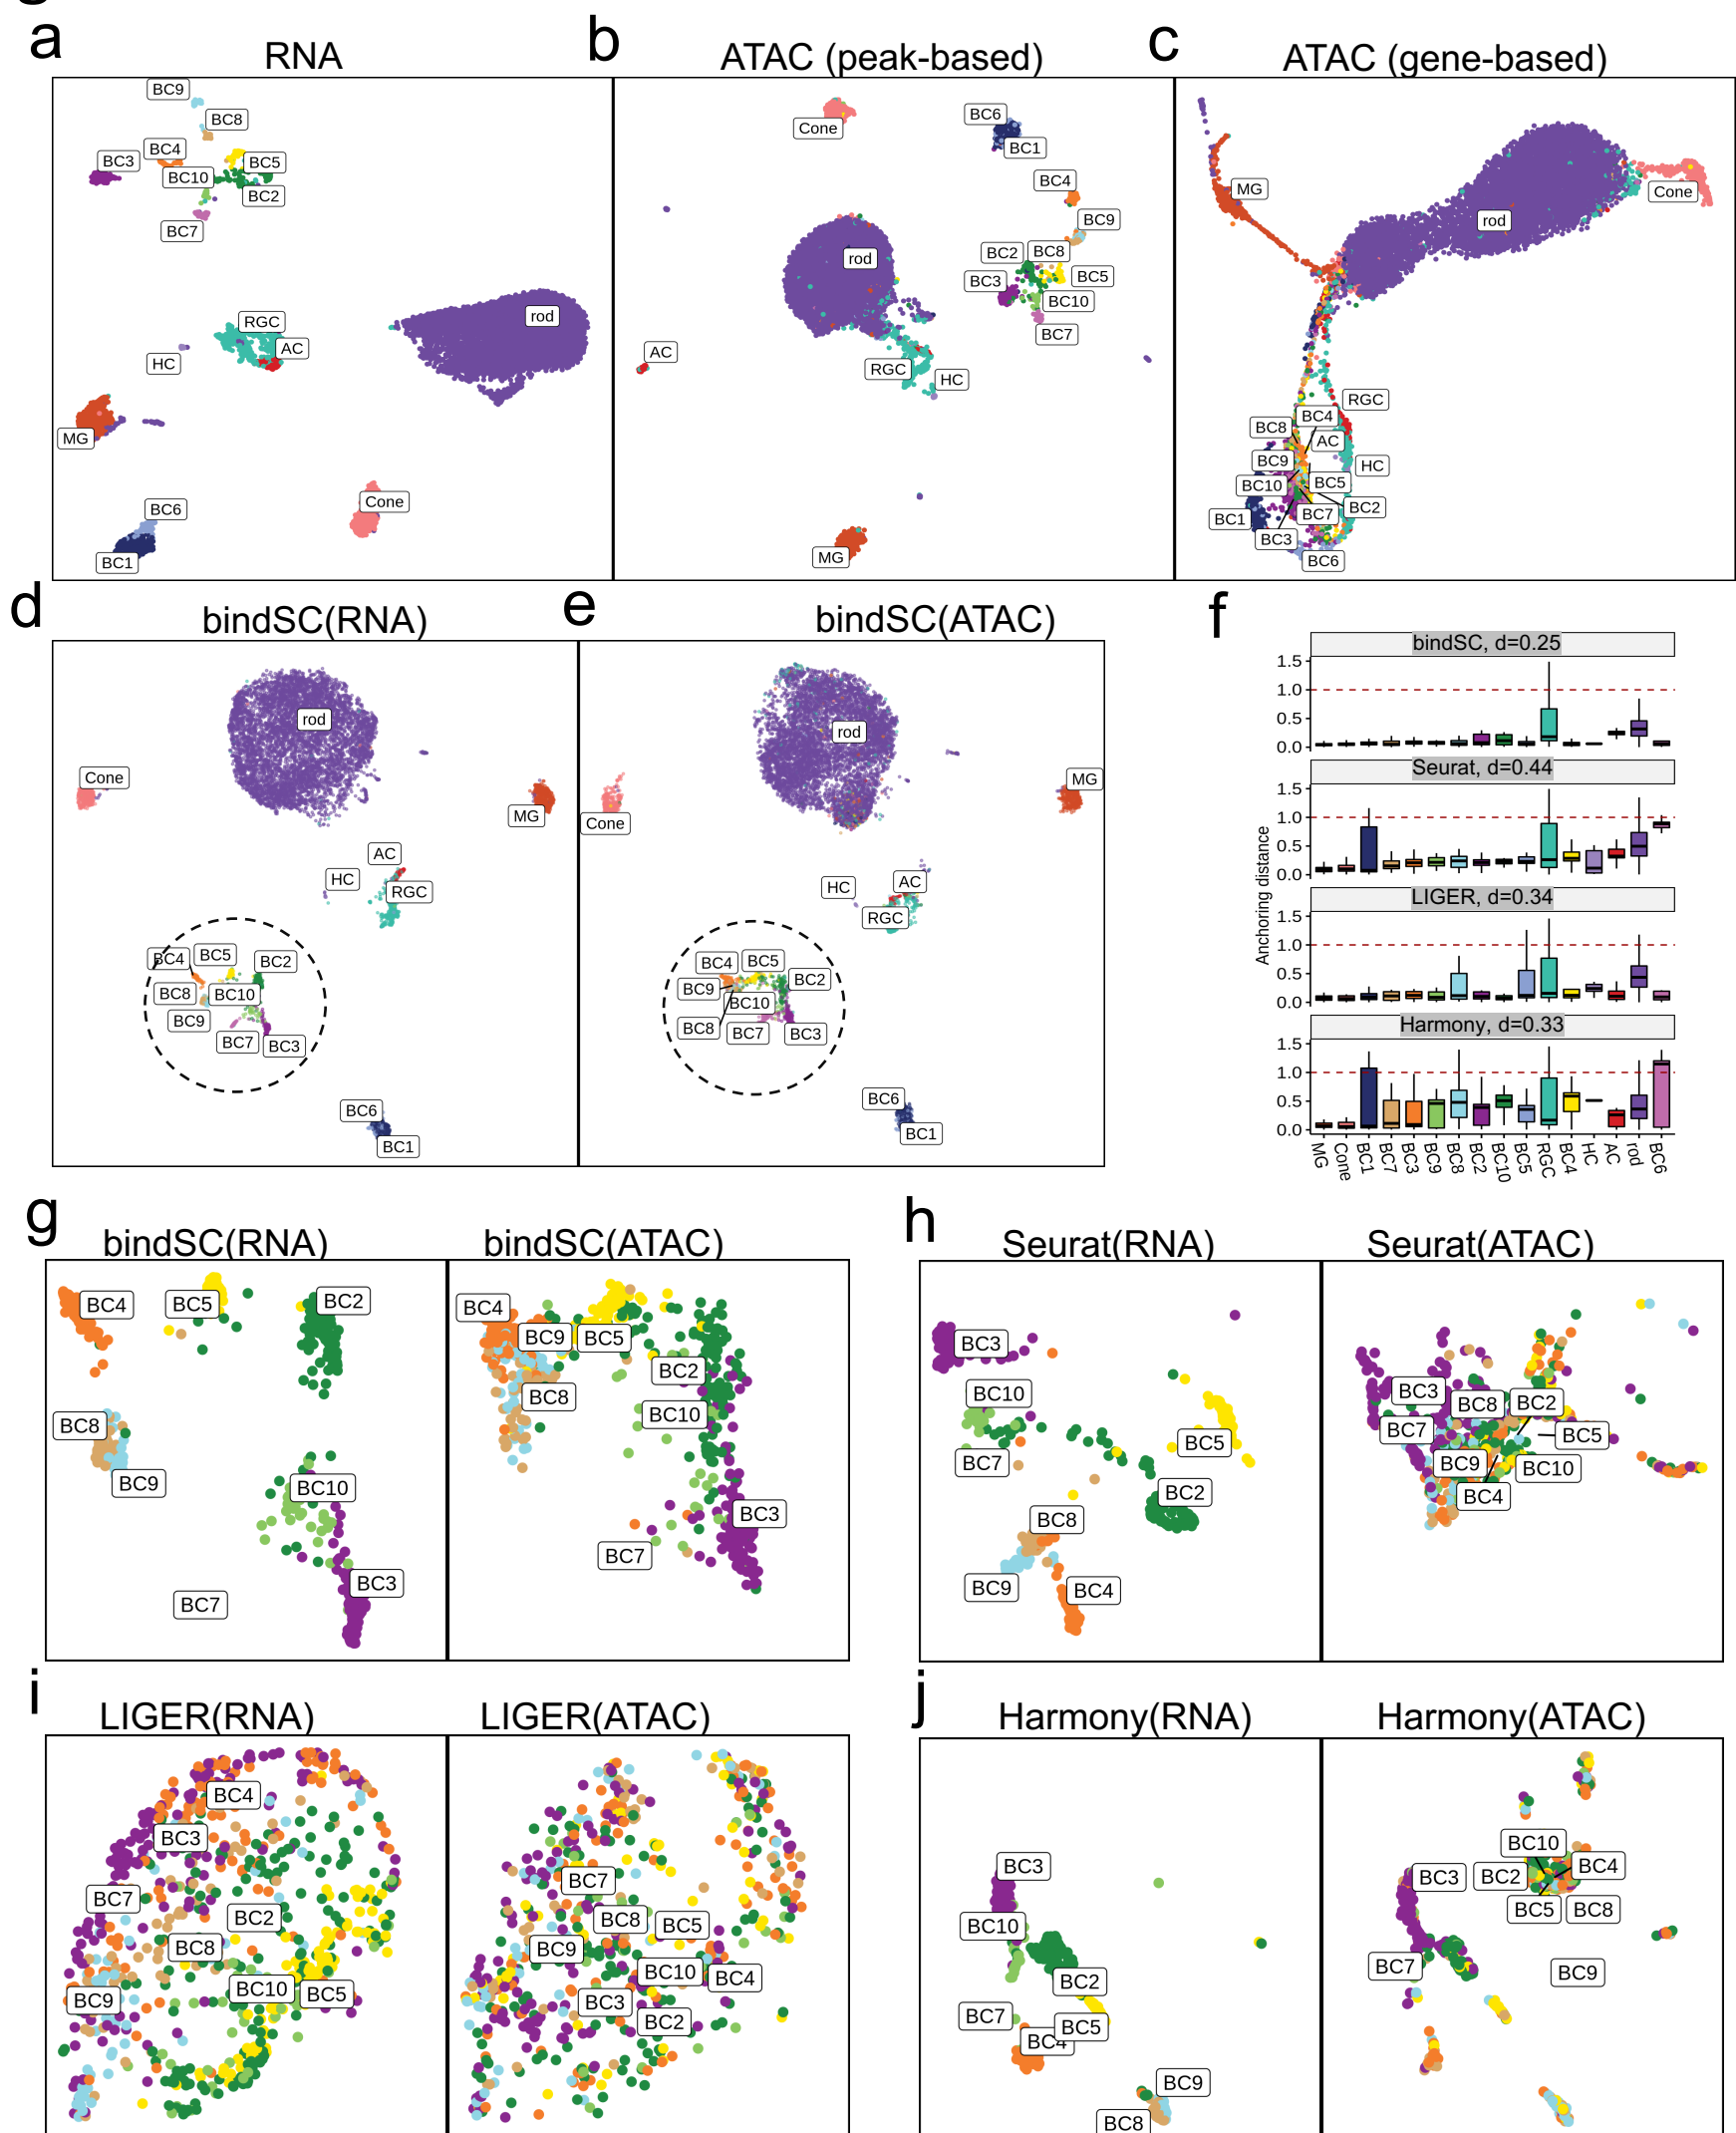 a
RNA
b
ATAC (peak-based)
c
ATAC (gene-based)
BC9
BC8
BC4
BC3
BC5
BC10
BC2
BC7
rod
RGC
AC
HC
MG
Cone
BC6
BC1
Cone
BC6
BC1
BC4
BC9
BC2
BC8
BC3
BC5
BC10
BC7
rod
AC
RGC
HC
MG
MG
Cone
rod
RGC
BC4
BC8
AC
BC9
HC
BC10
BC5
BC1
BC7
BC2
BC3
BC6
d
bindSC(RNA)
e
bindSC(ATAC)
f
rod
Cone
MG
AC
HC
RGC
BC4
BC5
BC2
BC8
BC10
BC9
BC7
BC3
BC6
BC1
rod
MG
Cone
HC
AC
RGC
BC4
BC5
BC2
BC9
BC10
BC8
BC7
BC3
BC6
BC1
Anchoring distance
bindSC, d=0.25
1.5
1.0
0.5
0.0
Seurat, d=0.44
1.5
1.0
0.5
0.0
LIGER, d=0.34
1.5
1.0
0.5
0.0
Harmony, d=0.33
1.5
1.0
0.5
0.0
MG
Cone
BC1
BC7
BC3
BC9
BC8
BC2
BC10
BC5
RGC
BC4
HC
AC
rod
BC6
g
bindSC(RNA)
bindSC(ATAC)
h
Seurat(RNA)
Seurat(ATAC)
BC4
BC5
BC2
BC8
BC9
BC10
BC3
BC7
BC4
BC9
BC5
BC2
BC8
BC10
BC3
BC7
BC3
BC10
BC7
BC5
BC2
BC8
BC9
BC4
BC3
BC8
BC2
BC7
BC5
BC9
BC10
BC4
i
LIGER(RNA)
LIGER(ATAC)
j
Harmony(RNA)
Harmony(ATAC)
BC4
BC3
BC7
BC2
BC8
BC10
BC5
BC9
BC7
BC8
BC5
BC9
BC10
BC4
BC3
BC2
BC3
BC10
BC2
BC7
BC5
BC4
BC9
BC8
BC10
BC3
BC2
BC4
BC5
BC8
BC7
BC9